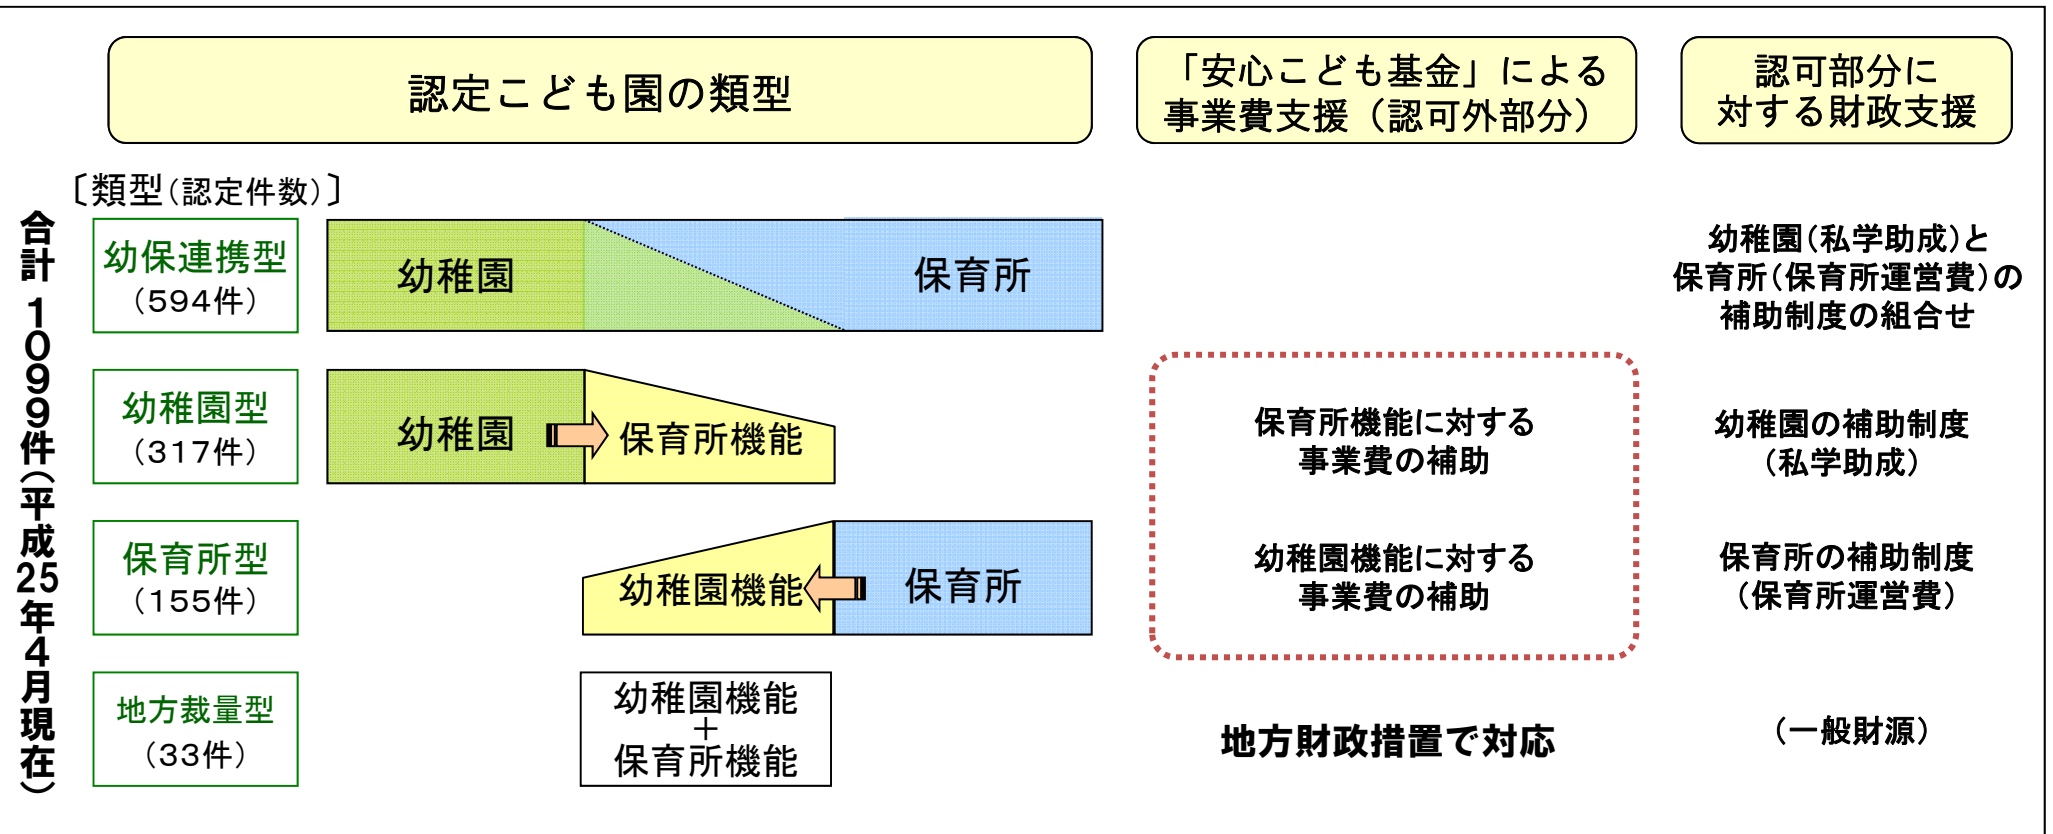 認定こども園の類型
「安心こども基金」による
事業費支援（認可外部分）
認可部分に
対する財政支援
〔類型（認定件数）〕
合計１０９９件（平成25年４月現在）
幼保連携型
（594件）
幼稚園
保育所
幼稚園（私学助成）と
保育所（保育所運営費）の
補助制度の組合せ
幼稚園型
（317件）
幼稚園
保育所機能
保育所機能に対する
事業費の補助
幼稚園の補助制度
（私学助成）
保育所型
（155件）
幼稚園機能
保育所
幼稚園機能に対する
事業費の補助
保育所の補助制度
（保育所運営費）
地方裁量型
（33件）
幼稚園機能
＋
保育所機能
地方財政措置で対応
（一般財源）